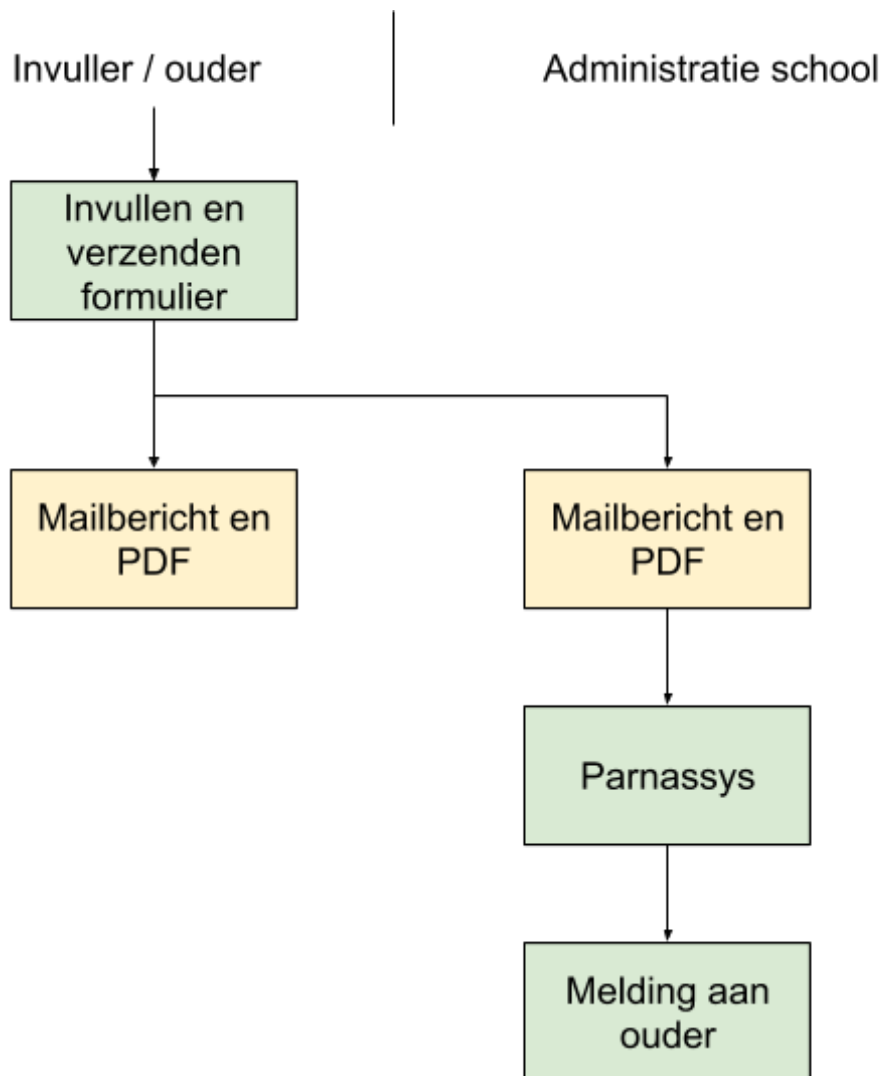 Invuller / ouder
Administratie school
Invullen en
verzenden
formulier
Mailbericht en
PDF
Mailbericht en
PDF
Parnassys
Melding aan
ouder